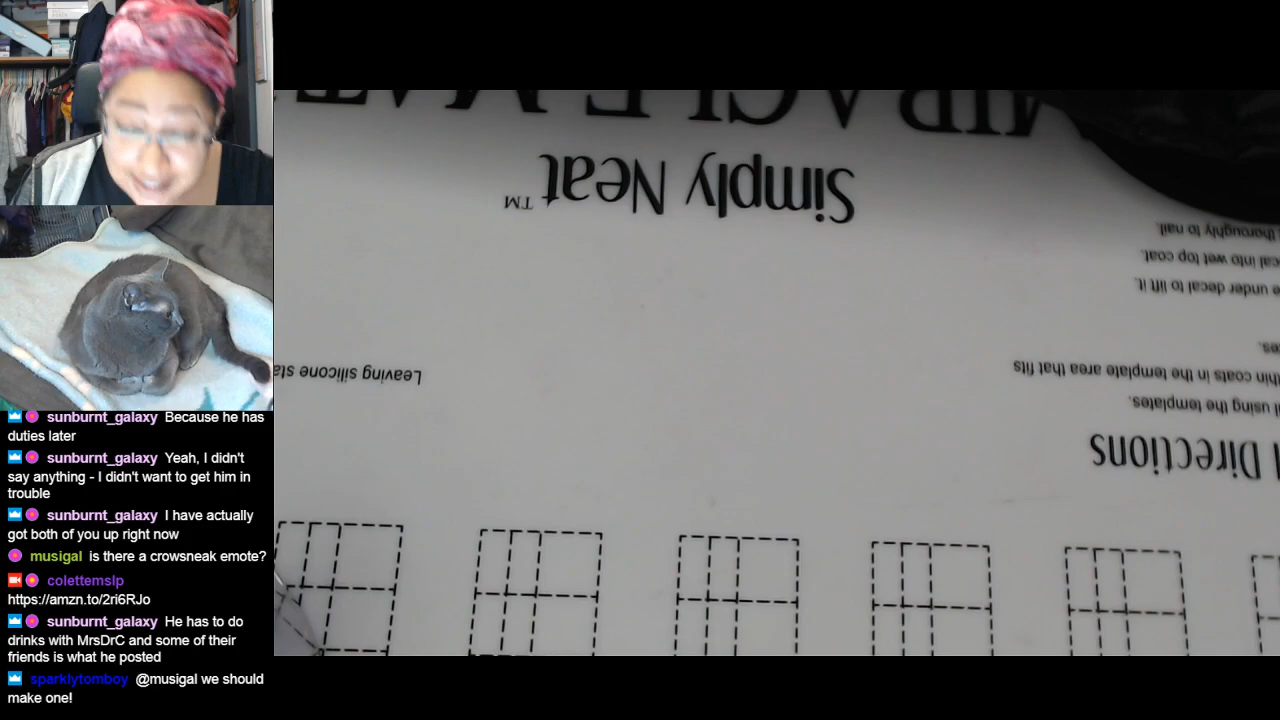 MIRACLE MAT
Simply Neat™
thoroughly to nail.
into wet top coat.
under decal to lift it.
thin coats in the template area that fits
using the templates.
Directions
Leaving silicone
sunburnt_galaxy Because he has
duties later
sunburnt_galaxy Yeah, I didn't
say anything - I didn't want to get him in
trouble
sunburnt_galaxy I have actually
got both of you up right now
musigal is there a crowsneak emote?
colettemslp
https://amzn.to/2ri6RJo
sunburnt_galaxy He has to do
drinks with MrsDrC and some of their
friends is what he posted
sparklytomboy @musigal we should
make one!